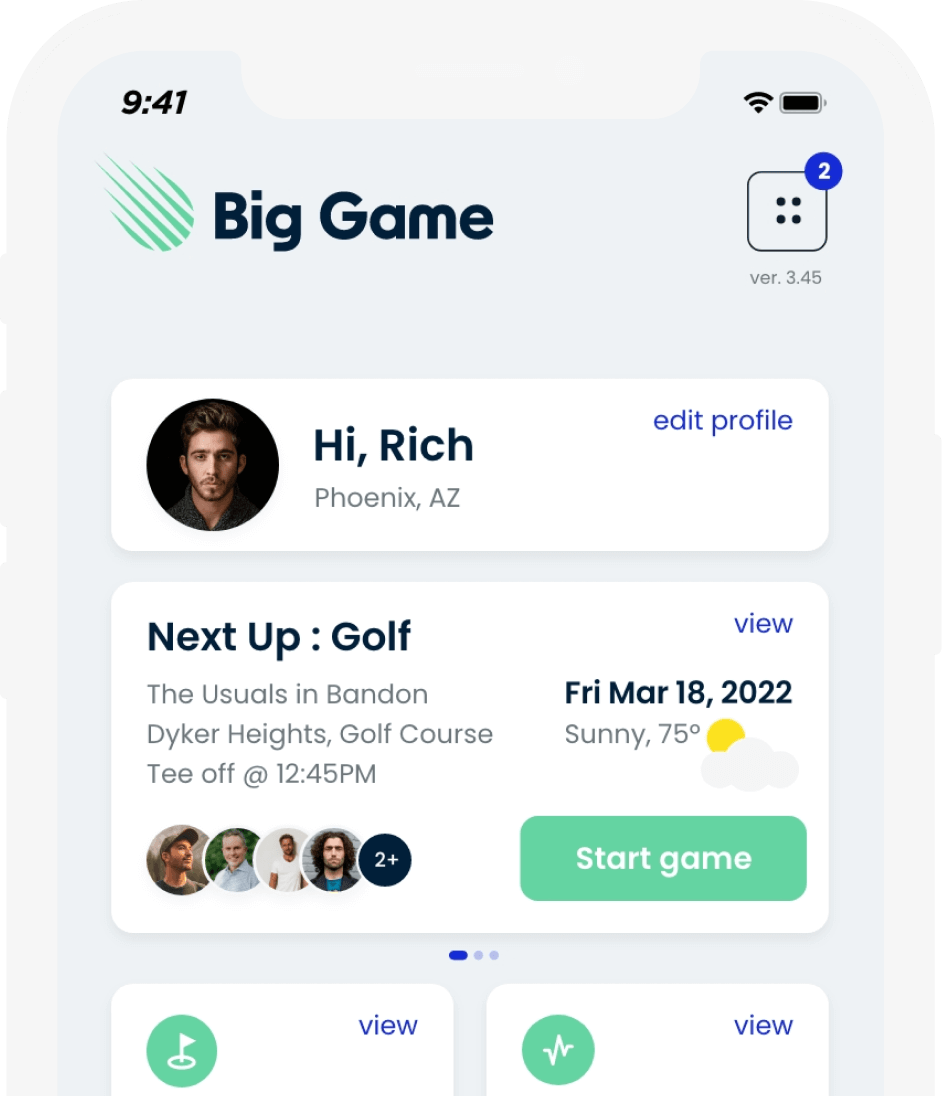 9:41
Big Game
2
ver. 3.45
Hi, Rich
Phoenix, AZ
edit profile
Next Up : Golf
view
The Usuals in Bandon
Dyker Heights, Golf Course
Tee off @ 12:45PM
Fri Mar 18, 2022
Sunny, 75°
2+
Start game
view
view